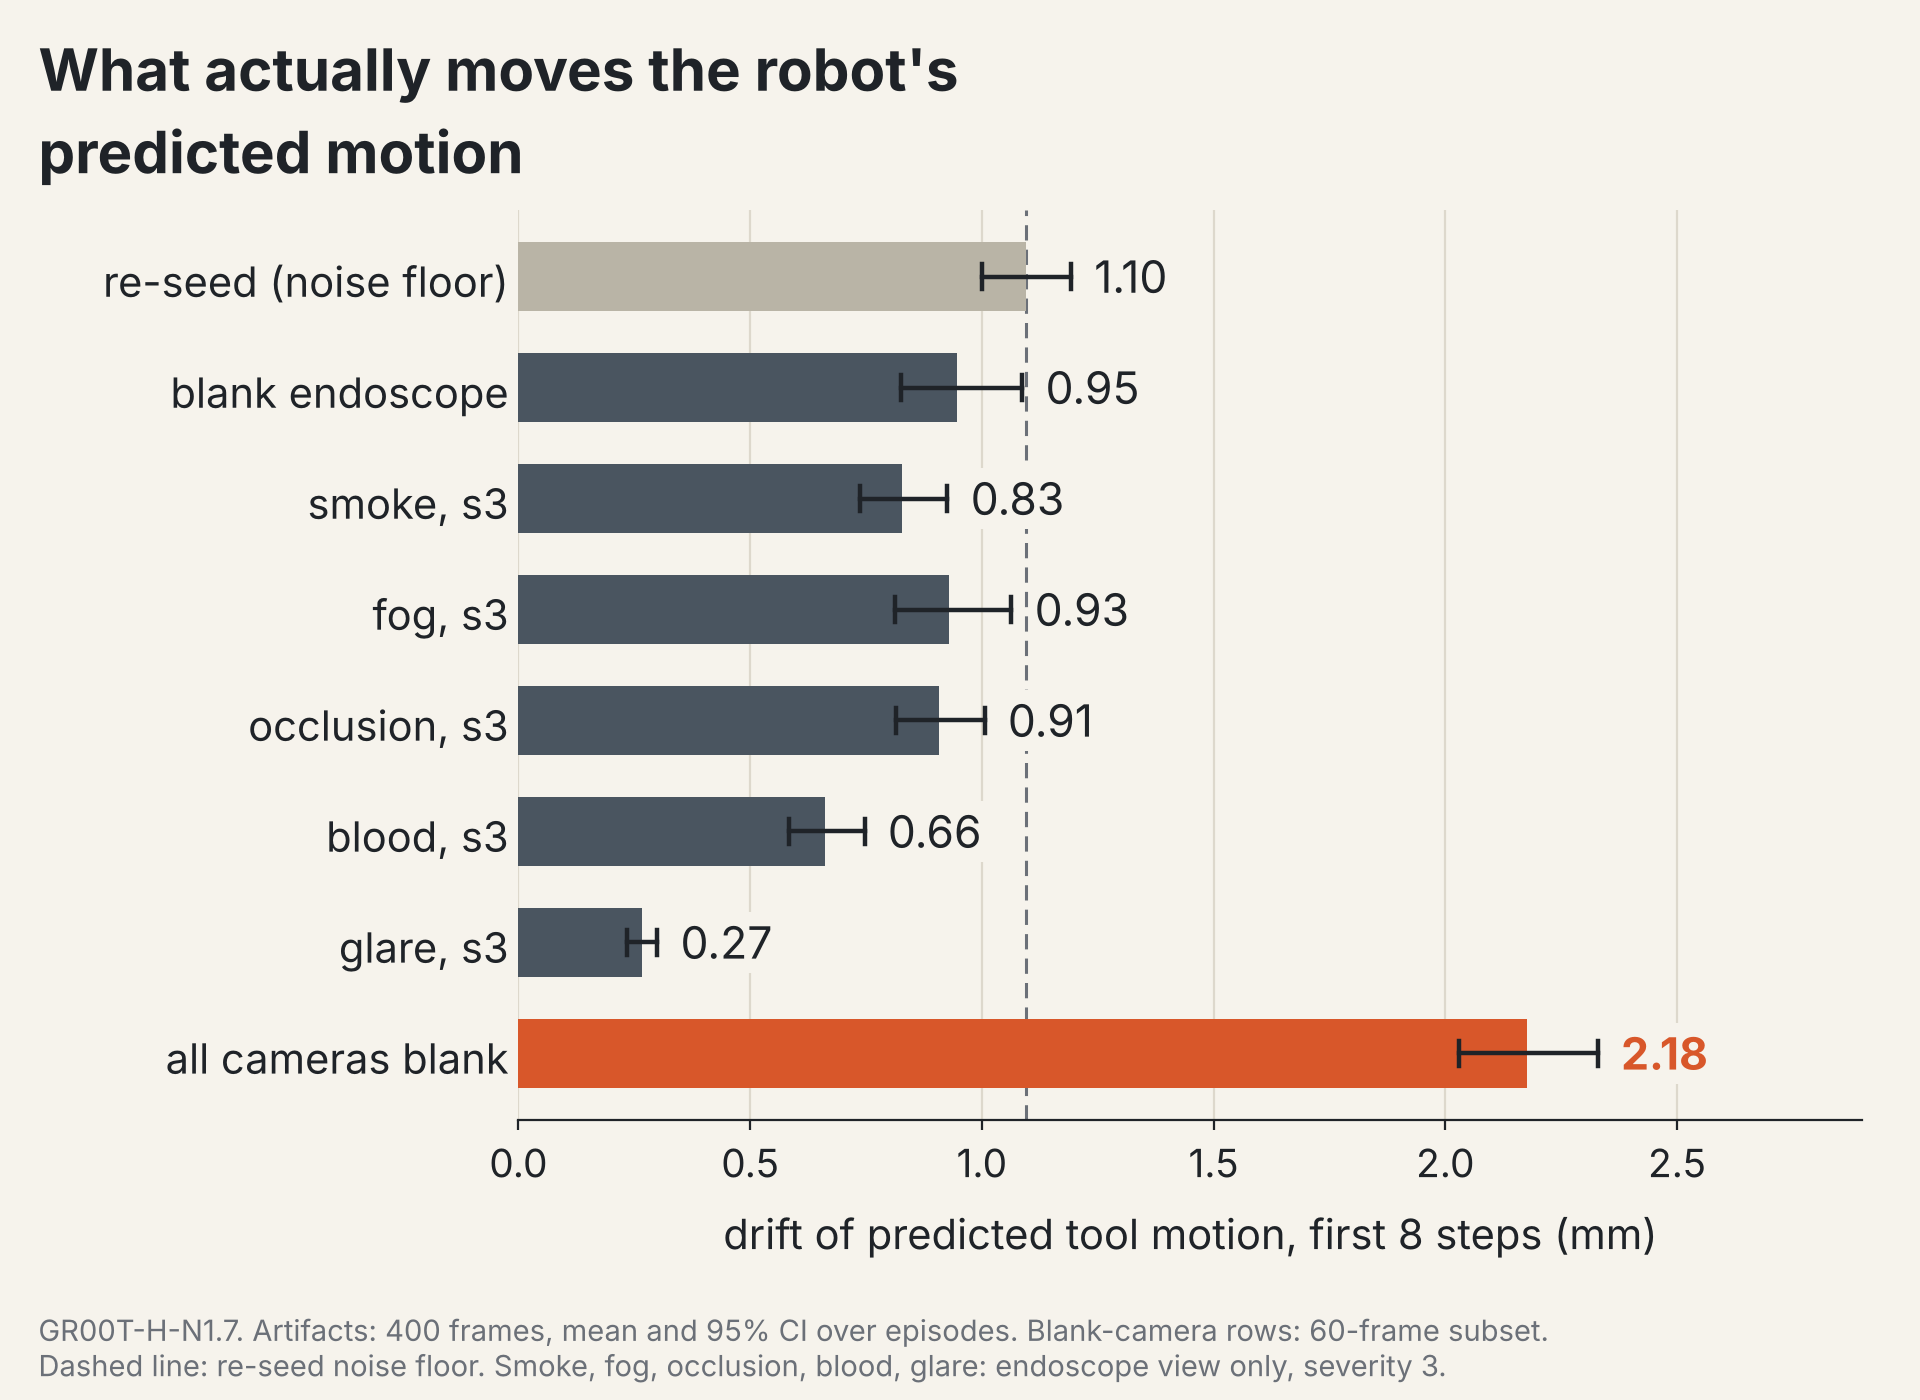 What actually moves the robot's
predicted motion
re-seed (noise floor)
1.10
blank endoscope
0.95
smoke, s3
0.83
fog, s3
0.93
occlusion, s3
0.91
blood, s3
0.66
glare, s3
0.27
all cameras blank
2.18
0.0 0.5 1.0 1.5 2.0 2.5
drift of predicted tool motion, first 8 steps (mm)
GR00T-H-N1.7. Artifacts: 400 frames, mean and 95% CI over episodes. Blank-camera rows: 60-frame subset.
Dashed line: re-seed noise floor. Smoke, fog, occlusion, blood, glare: endoscope view only, severity 3.